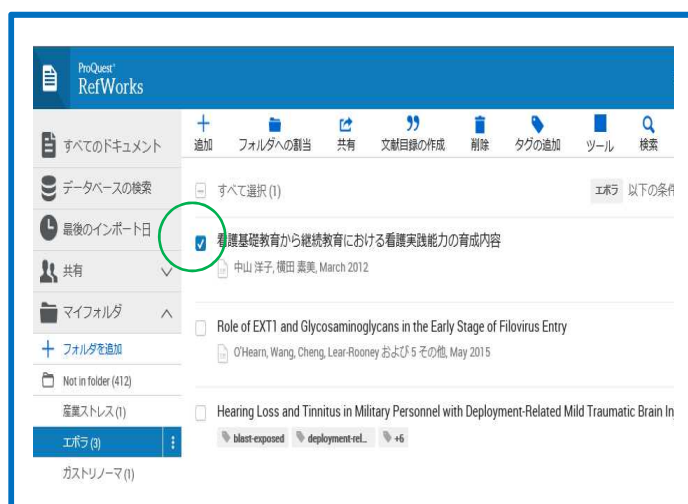 ProQuest®
RefWorks
すべてのドキュメント
データベースの検索
最後のインポート日
共有
マイフォルダ
フォルダを追加
Not in folder (412)
産業ストレス (1)
エボラ (3)
ガストリノーマ (1)
追加 フォルダへの割当 共有 文献目録の作成 削除 タグの追加 ツール 検索
すべて選択 (1) エボラ 以下の条件
看護基礎教育から継続教育における看護実践能力の育成内容
中山 洋子, 横田 素美, March 2012
Role of EXT1 and Glycosaminoglycans in the Early Stage of Filovirus Entry
O'Hearn, Wang, Cheng, Lear-Rooney および 5 その他, May 2015
Hearing Loss and Tinnitus in Military Personnel with Deployment-Related Mild Traumatic Brain In
blast-exposed deployment-rel... +6